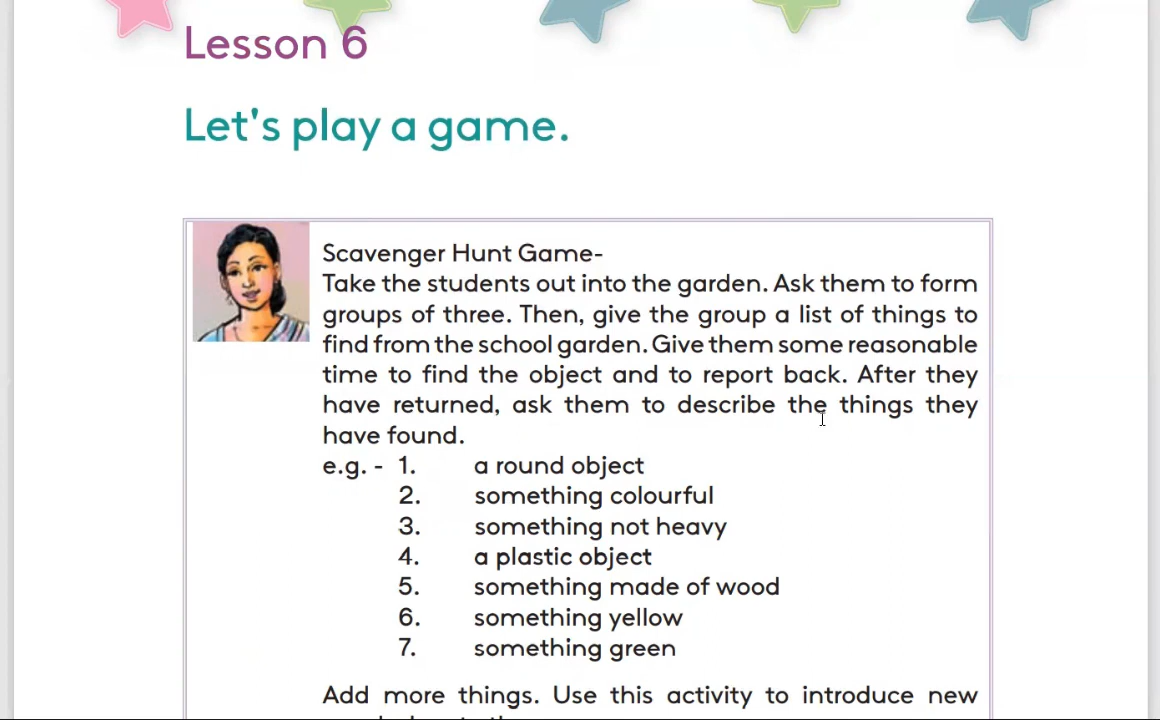 Lesson 6
Let's play a game.
Scavenger Hunt Game-
Take the students out into the garden. Ask them to form
groups of three. Then, give the group a list of things to
find from the school garden. Give them some reasonable
time to find the object and to report back. After they
have returned, ask them to describe the things they
have found.
e.g. - 1. a round object
2. something colourful
3. something not heavy
4. a plastic object
5. something made of wood
6. something yellow
7. something green
Add more things. Use this activity to introduce new